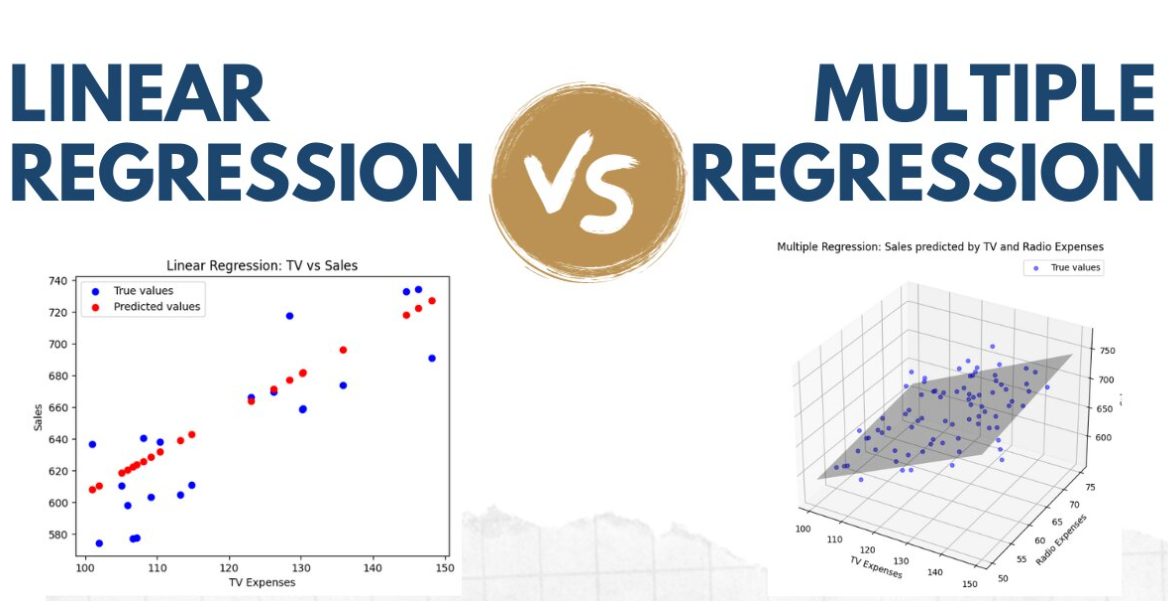 LINEAR
REGRESSION
VS
MULTIPLE
REGRESSION
Linear Regression: TV vs Sales
True values
Predicted values
740
720
700
680
660
640
620
600
580
Sales
100
110
120
130
140
150
TV Expenses
Multiple Regression: Sales predicted by TV and Radio Expenses
True values
750
700
650
600
75
70
65
60
55
50
Radio Expenses
100
110
120
130
140
150
TV Expenses